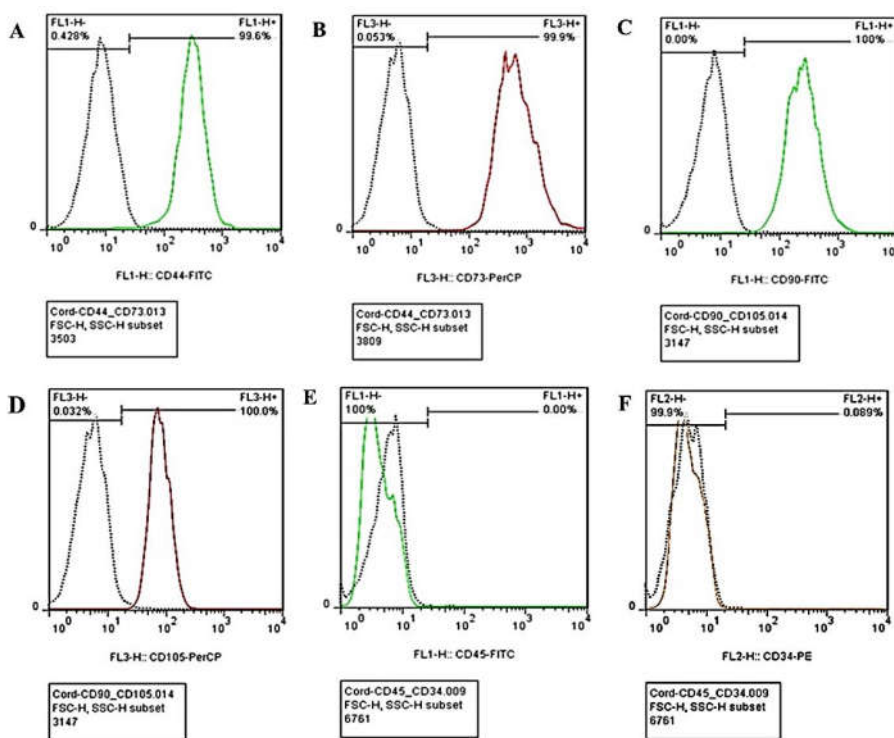 A
FL1-H-
0.428%
FL1-H+
99.6%
0
10^0 10^1 10^2 10^3 10^4
FL1-H:: CD44-FITC
Cord-CD44_CD73.013
FSC-H, SSC-H subset
3503
B
FL3-H-
0.053%
FL3-H+
99.9%
0
10^0 10^1 10^2 10^3 10^4
FL3-H:: CD73-PerCP
Cord-CD44_CD73.013
FSC-H, SSC-H subset
3809
C
FL1-H-
0.00%
FL1-H+
100%
0
10^0 10^1 10^2 10^3 10^4
FL1-H:: CD90-FITC
Cord-CD90_CD105.014
FSC-H, SSC-H subset
3147
D
FL3-H-
0.032%
FL3-H+
100.0%
0
10^0 10^1 10^2 10^3 10^4
FL3-H:: CD105-PerCP
Cord-CD90_CD105.014
FSC-H, SSC-H subset
3147
E
FL1-H-
100%
FL1-H+
0.00%
0
10^0 10^1 10^2 10^3 10^4
FL1-H:: CD45-FITC
Cord-CD45_CD34.009
FSC-H, SSC-H subset
6761
F
FL2-H-
99.9%
FL2-H+
0.089%
0
10^0 10^1 10^2 10^3 10^4
FL2-H:: CD34-PE
Cord-CD45_CD34.009
FSC-H, SSC-H subset
6761